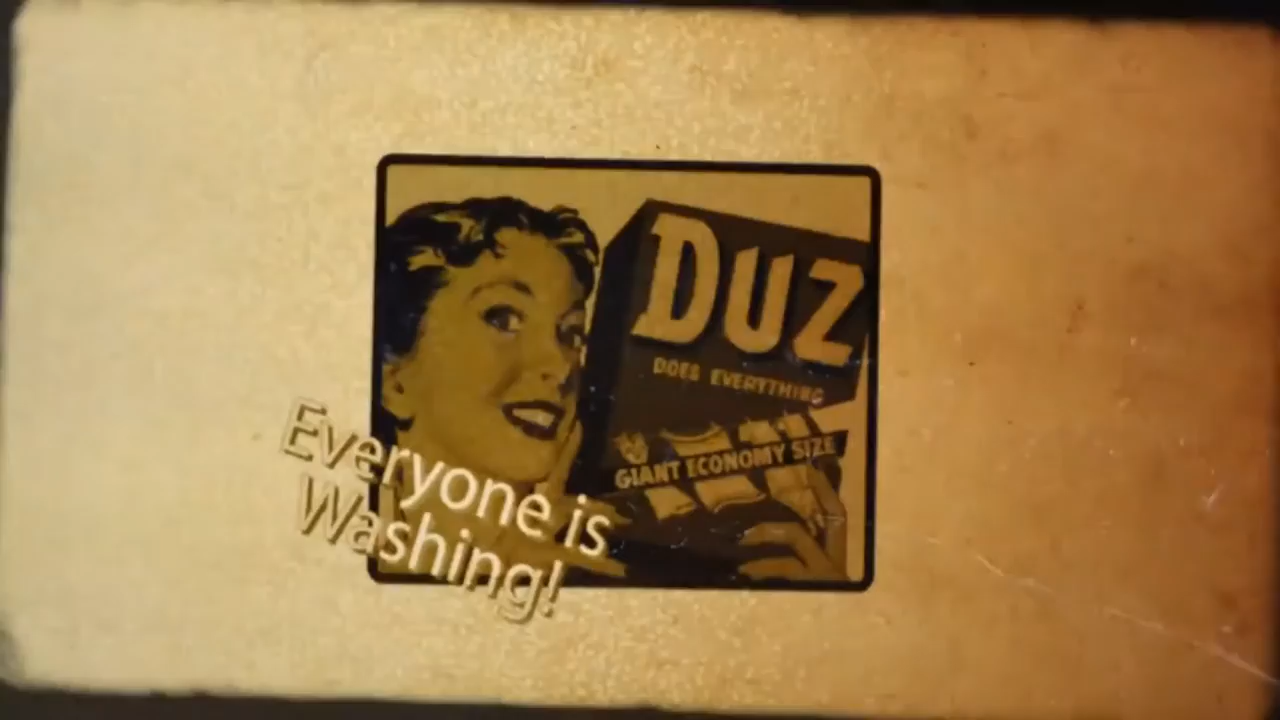 DUZ
DOES EVERYTHING
GIANT ECONOMY SIZE
Everyone is
Washing!